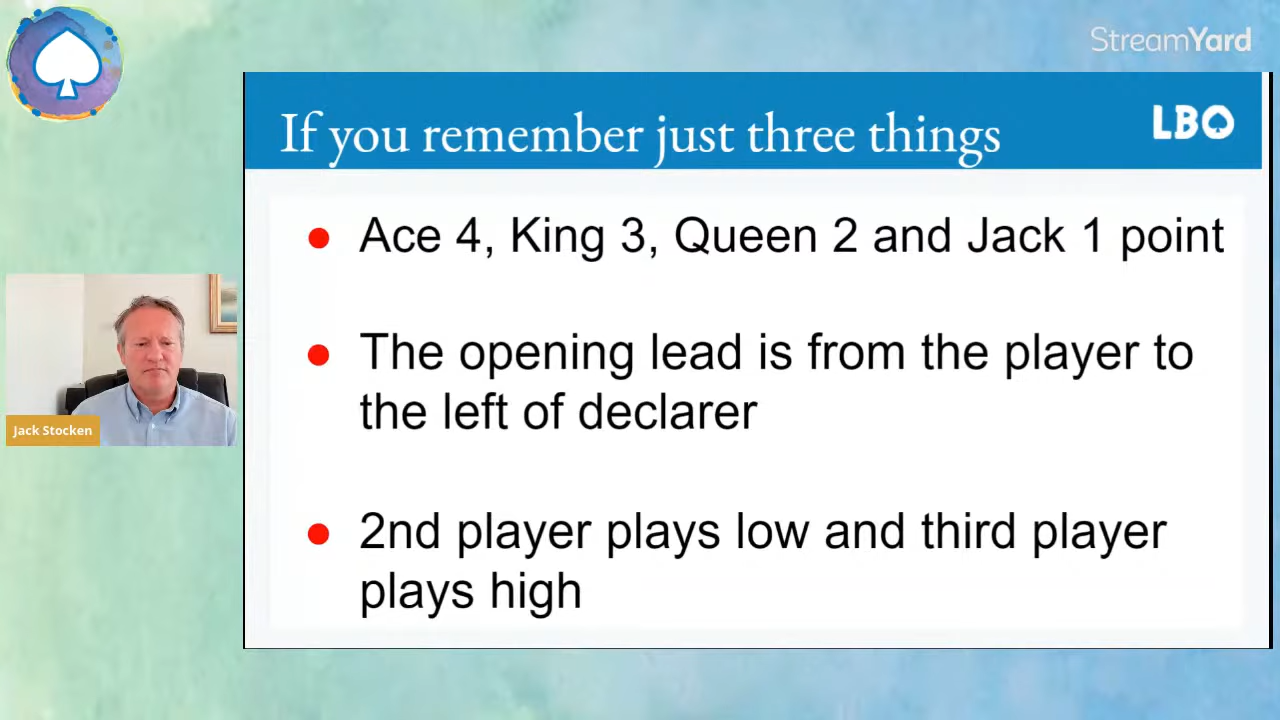 StreamYard
If you remember just three things
LBO
Ace 4, King 3, Queen 2 and Jack 1 point
The opening lead is from the player to
the left of declarer
2nd player plays low and third player
plays high
Jack Stocken